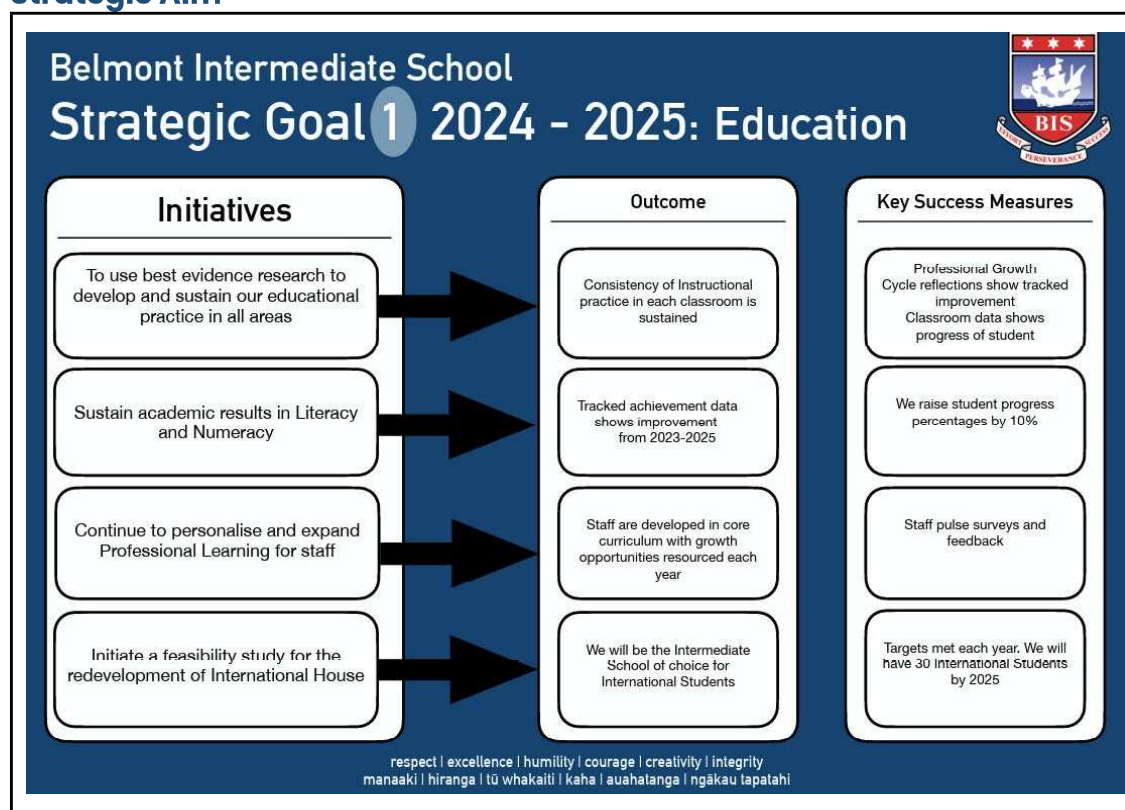 Strategic Aim
Belmont Intermediate School
Strategic Goal 1 2024 - 2025: Education
BIS
EFFORT
PERSEVERANCE
SUCCESS
Initiatives
To use best evidence research to
develop and sustain our educational
practice in all areas
Sustain academic results in Literacy
and Numeracy
Continue to personalise and expand
Professional Learning for staff
Initiate a feasibility study for the
redevelopment of International House
Outcome
Consistency of Instructional
practice in each classroom is
sustained
Tracked achievement data
shows improvement
from 2023-2025
Staff are developed in core
curriculum with growth
opportunities resourced each
year
We will be the Intermediate
School of choice for
International Students
Key Success Measures
Professional Growth
Cycle reflections show tracked
improvement
Classroom data shows
progress of student
We raise student progress
percentages by 10%
Staff pulse surveys and
feedback
Targets met each year. We will
have 30 International Students
by 2025
respect | excellence | humility | courage | creativity | integrity
manaaki | hiranga | tū whakaiti | kaha | auahatanga | ngākau tapatahi